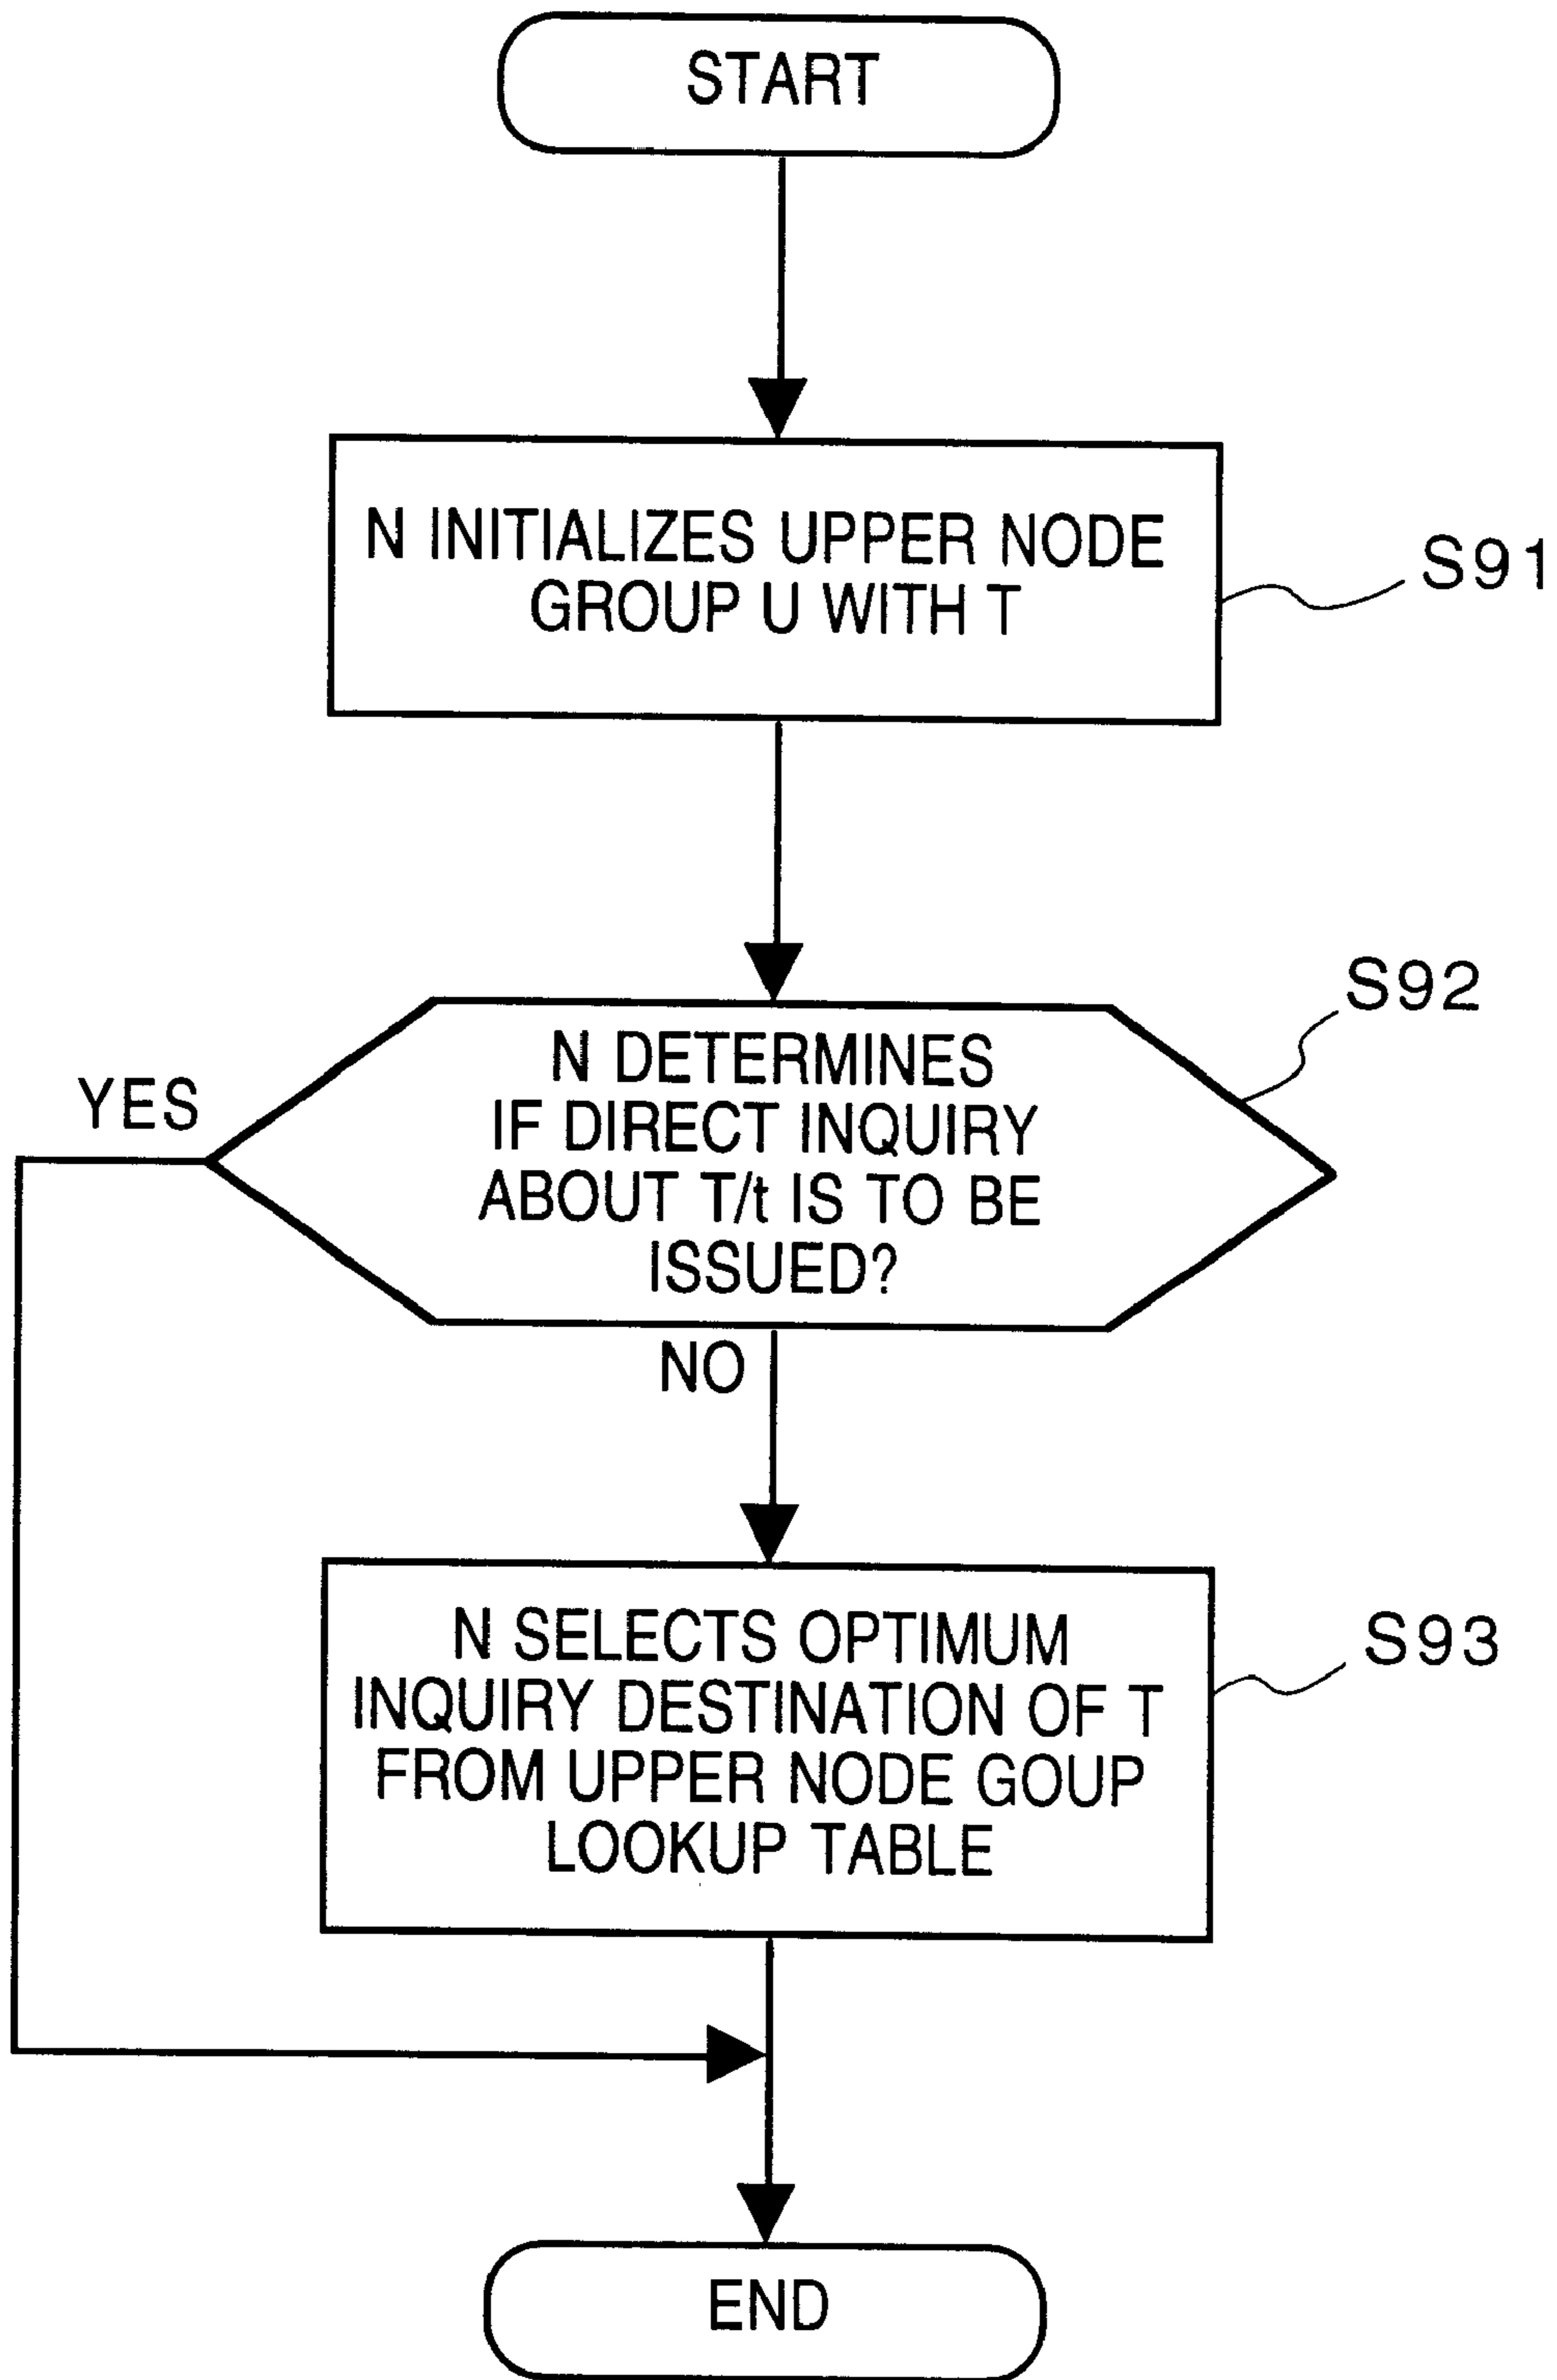 START
N INITIALIZES UPPER NODE
GROUP U WITH T
S91
S92
N DETERMINES
IF DIRECT INQUIRY
ABOUT T/t IS TO BE
ISSUED?
YES
NO
N SELECTS OPTIMUM
INQUIRY DESTINATION OF T
FROM UPPER NODE GOUP
LOOKUP TABLE
S93
END